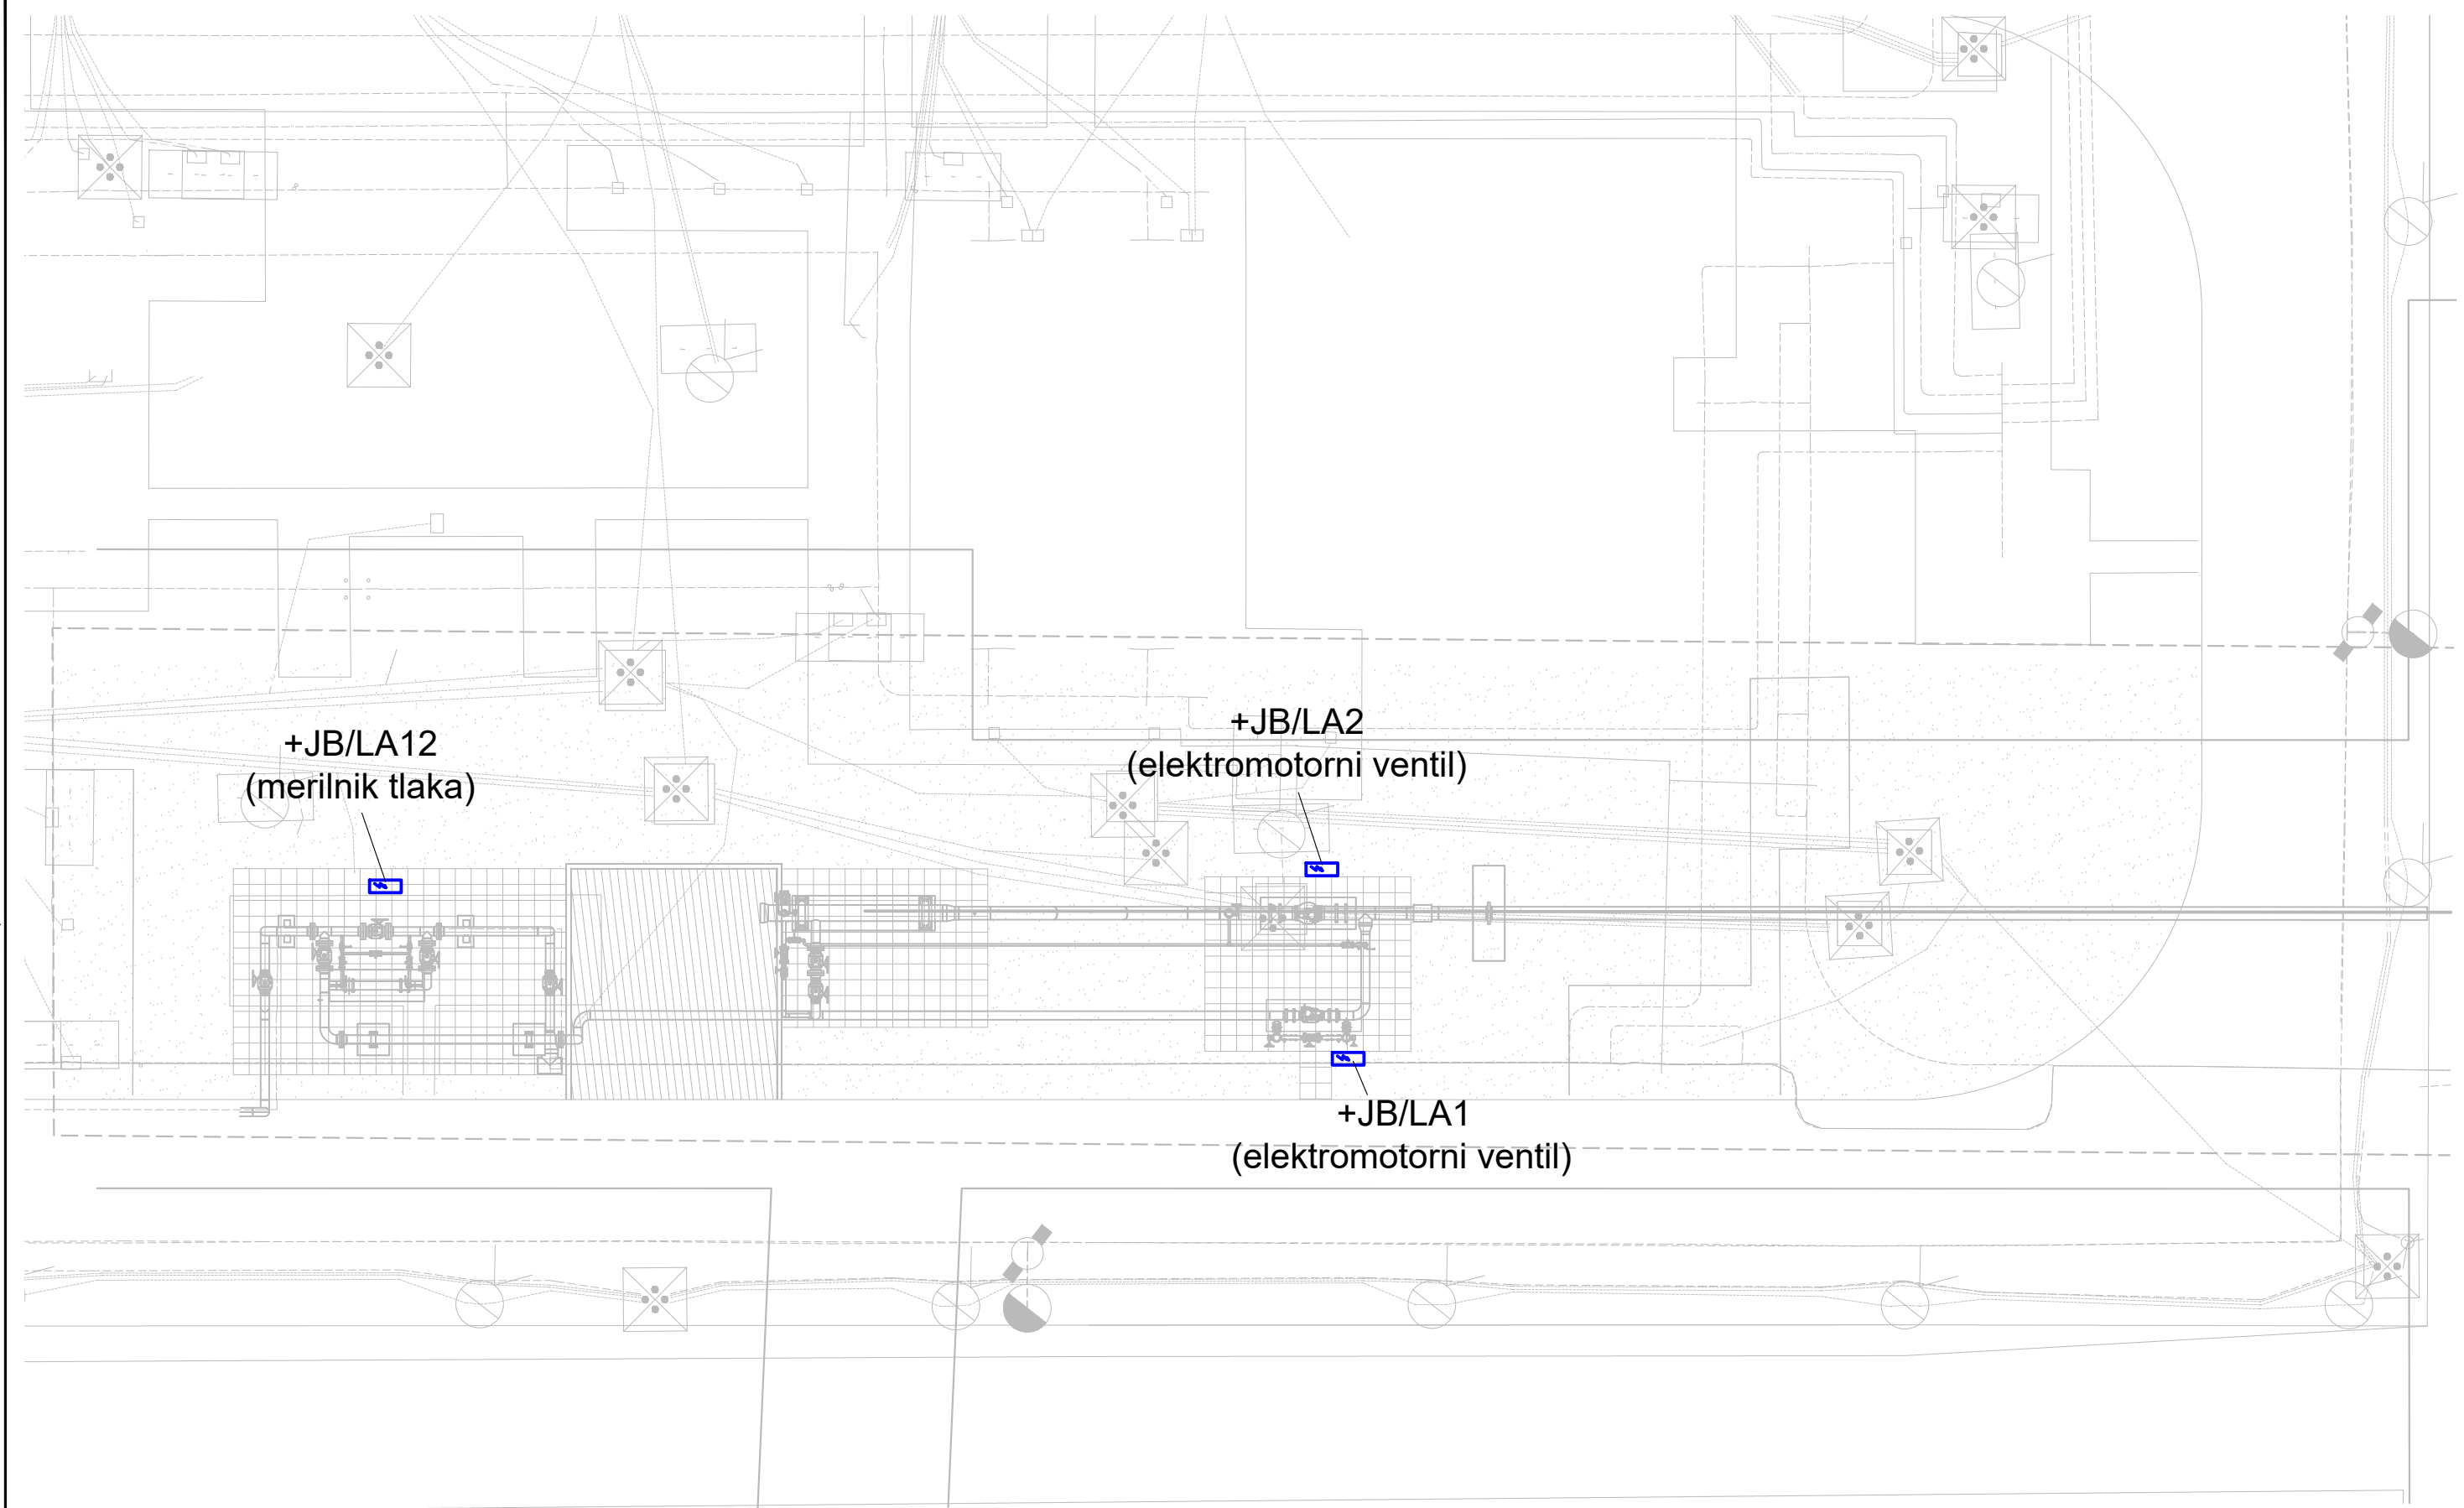 +JB/LA2
(elektromotorni ventil)
+JB/LA12
(merilnik tlaka)
+JB/LA1
(elektromotorni ventil)